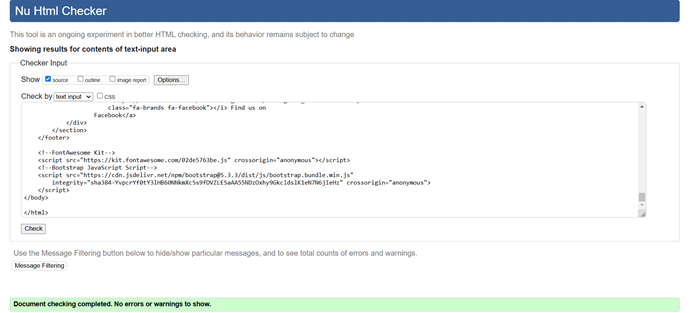 Nu Html Checker
This tool is an ongoing experiment in better HTML checking, and its behavior remains subject to change
Showing results for contents of text-input area
Checker Input
Show source outline image report Options...
Check by text input css
class="fa-brands fa-facebook"></i> Find us on
Facebook</a>
</div>
</section>
</footer>
<!--FontAwesome Kit-->
<script src="https://kit.fontawesome.com/02de5763be.js" crossorigin="anonymous"></script>
<!--Bootstrap JavaScript Script-->
<script src="https://cdn.jsdelivr.net/npm/bootstrap@5.3.3/dist/js/bootstrap.bundle.min.js"
integrity="sha384-YvpcrYf0tY3lHB60NNkmXc5s9fDVZLESaAA55NDzOxhy9GkcIdslK1eN7N6jIeHz" crossorigin="anonymous">
</script>
</body>
</html>
Check
Use the Message Filtering button below to hide/show particular messages, and to see total counts of errors and warnings.
Message Filtering
Document checking completed. No errors or warnings to show.